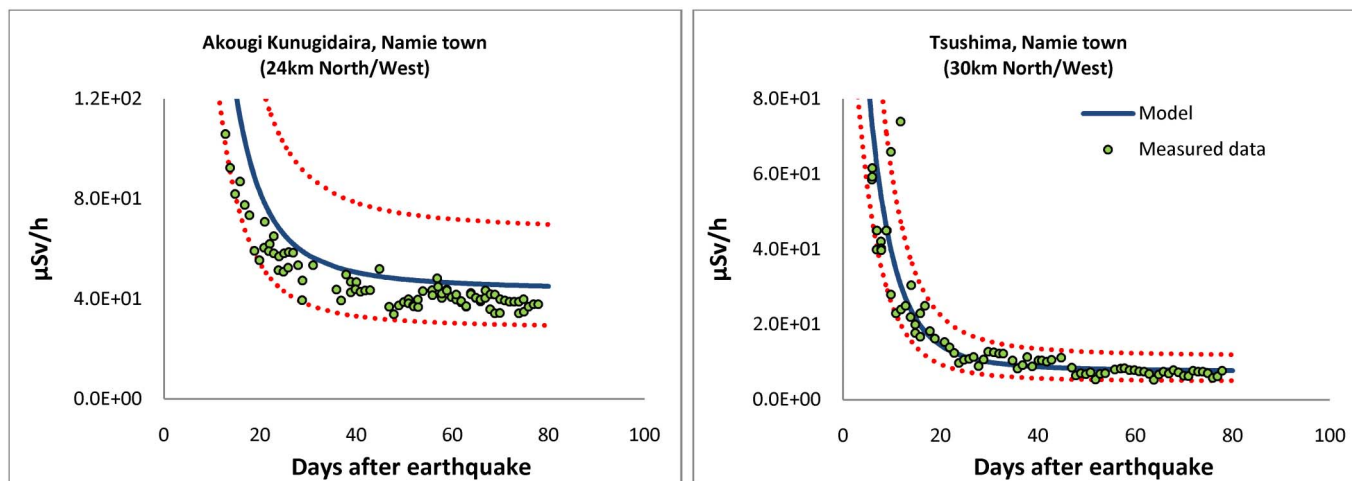 Akougi Kunugidaira, Namie town
(24km North/West)
1.2E+02
8.0E+01
4.0E+01
0.0E+00
µSv/h
0 20 40 60 80 100
Days after earthquake
Tsushima, Namie town
(30km North/West)
8.0E+01
6.0E+01
4.0E+01
2.0E+01
0.0E+00
µSv/h
Model
Measured data
0 20 40 60 80 100
Days after earthquake